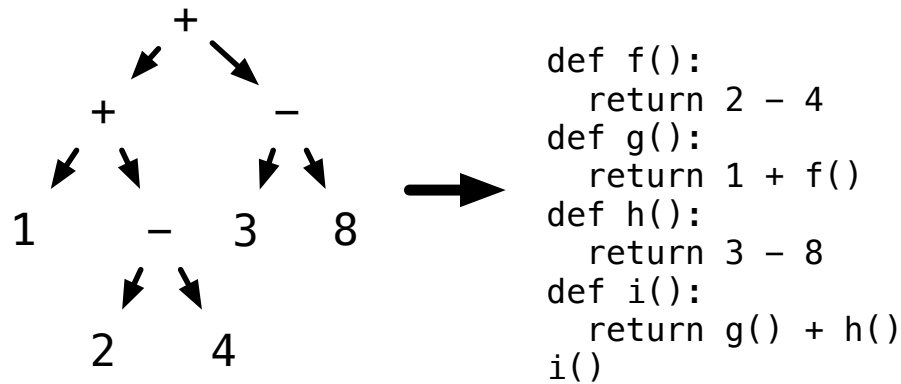 +
+ −
1 − 3 8
2 4
def f():
  return 2 − 4
def g():
  return 1 + f()
def h():
  return 3 − 8
def i():
  return g() + h()
i()